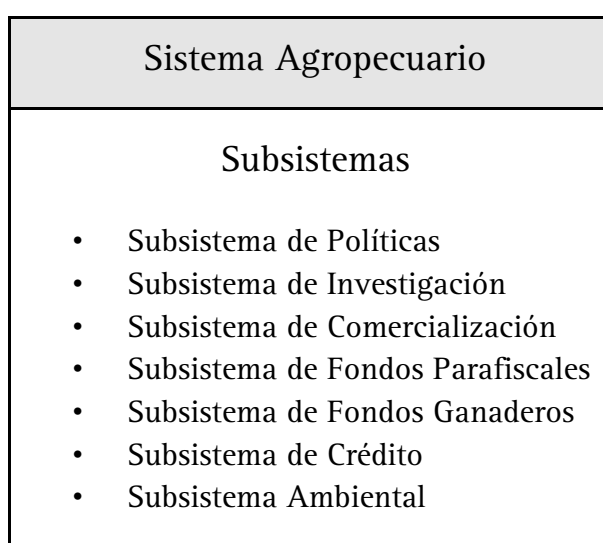 Sistema Agropecuario
Subsistemas
• Subsistema de Políticas
• Subsistema de Investigación
• Subsistema de Comercialización
• Subsistema de Fondos Parafiscales
• Subsistema de Fondos Ganaderos
• Subsistema de Crédito
• Subsistema Ambiental